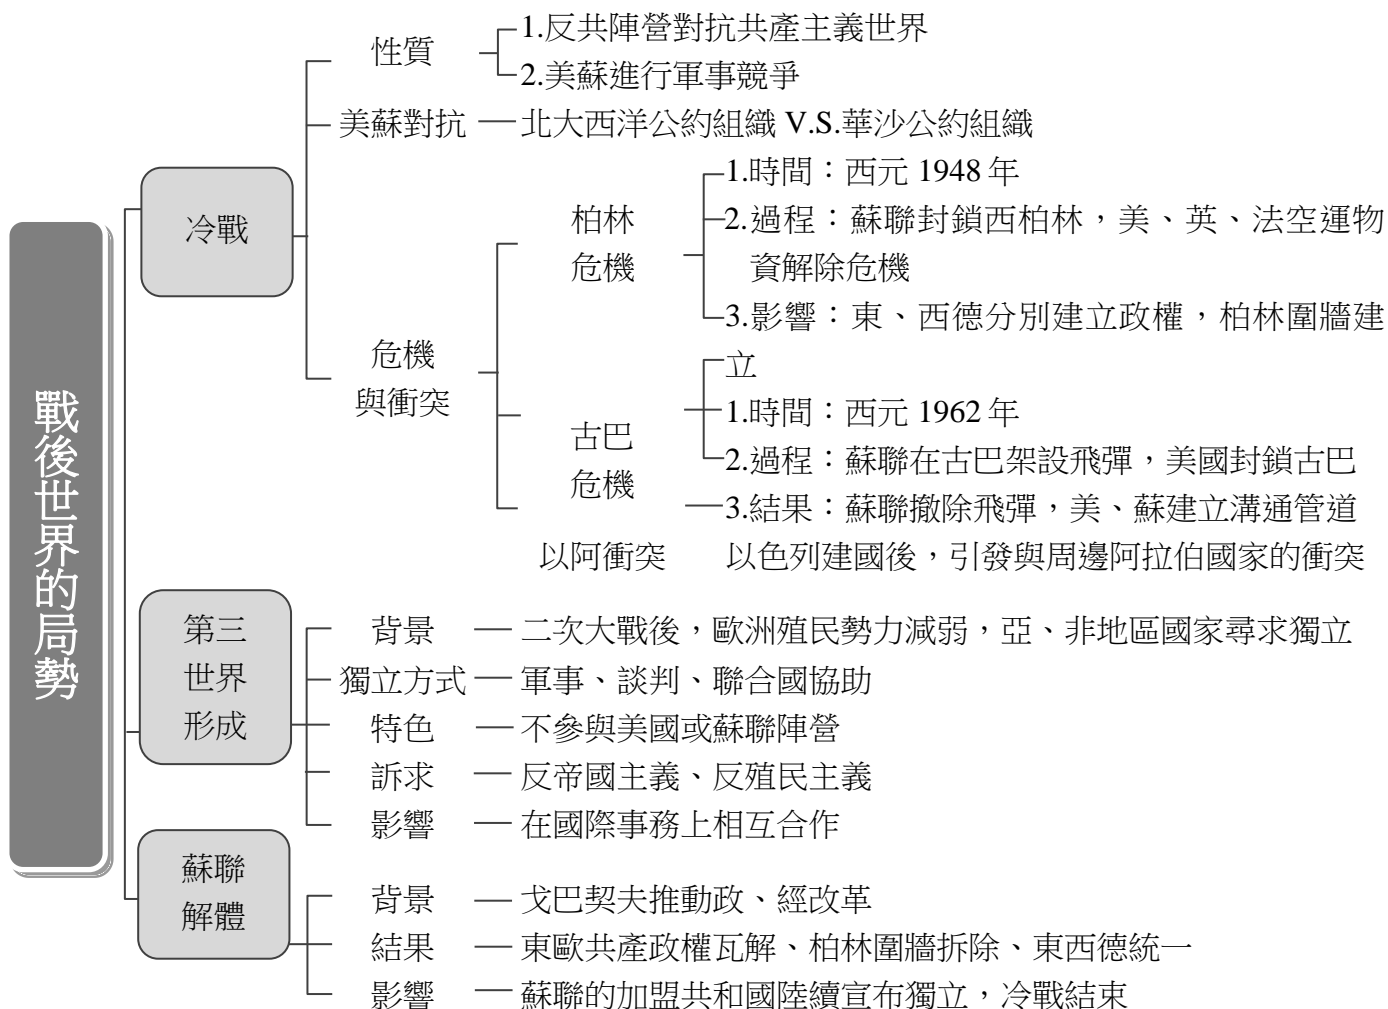 戰後世界的局勢
冷戰
性質
1.反共陣營對抗共產主義世界
2.美蘇進行軍事競爭
美蘇對抗
北大西洋公約組織 V.S.華沙公約組織
危機
與衝突
柏林
危機
1.時間：西元 1948 年
2.過程：蘇聯封鎖西柏林，美、英、法空運物
資解除危機
3.影響：東、西德分別建立政權，柏林圍牆建
立
古巴
危機
1.時間：西元 1962 年
2.過程：蘇聯在古巴架設飛彈，美國封鎖古巴
3.結果：蘇聯撤除飛彈，美、蘇建立溝通管道
以阿衝突
以色列建國後，引發與周邊阿拉伯國家的衝突
第三
世界
形成
背景
二次大戰後，歐洲殖民勢力減弱，亞、非地區國家尋求獨立
獨立方式
軍事、談判、聯合國協助
特色
不參與美國或蘇聯陣營
訴求
反帝國主義、反殖民主義
影響
在國際事務上相互合作
蘇聯
解體
背景
戈巴契夫推動政、經改革
結果
東歐共產政權瓦解、柏林圍牆拆除、東西德統一
影響
蘇聯的加盟共和國陸續宣布獨立，冷戰結束